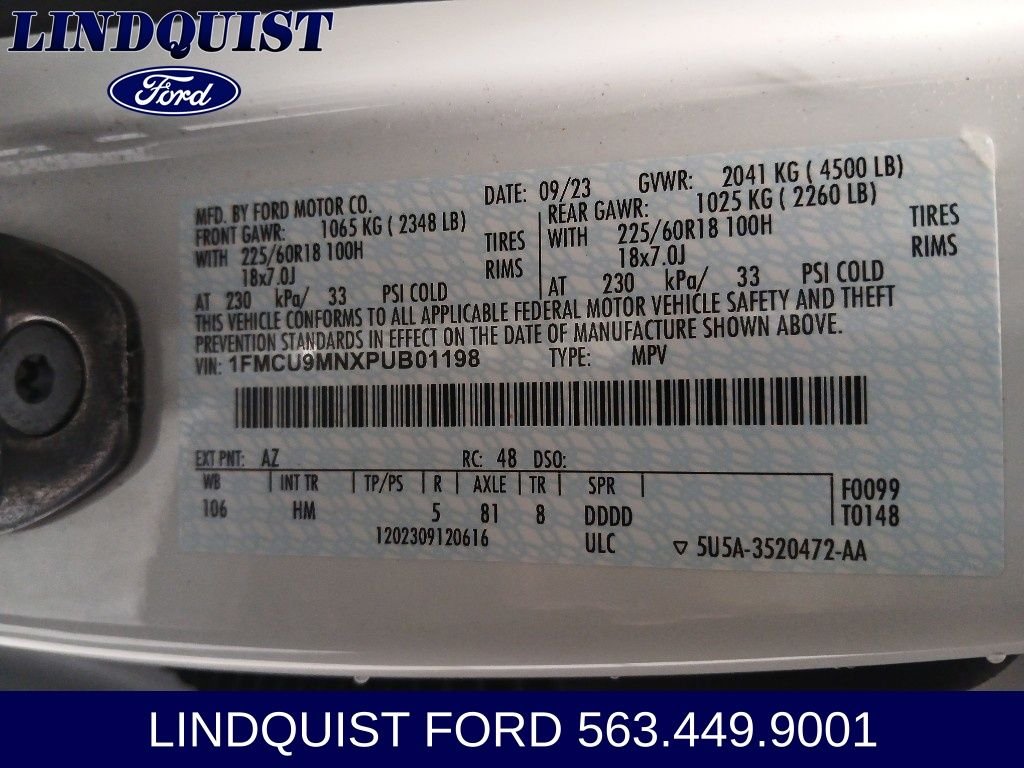 LINDQUIST
Ford
MFD. BY FORD MOTOR CO. DATE: 09/23 GVWR: 2041 KG ( 4500 LB)
FRONT GAWR: 1065 KG ( 2348 LB) REAR GAWR: 1025 KG ( 2260 LB)
WITH 225/60R18 100H TIRES WITH 225/60R18 100H TIRES
18x7.0J RIMS 18x7.0J RIMS
AT 230 kPa/ 33 PSI COLD AT 230 kPa/ 33 PSI COLD
THIS VEHICLE CONFORMS TO ALL APPLICABLE FEDERAL MOTOR VEHICLE SAFETY AND THEFT
PREVENTION STANDARDS IN EFFECT ON THE DATE OF MANUFACTURE SHOWN ABOVE.
VIN: 1FMCU9MNXPUB01198 TYPE: MPV
EXT PNT: AZ RC: 48 DSO:
WB INT TR TP/PS R AXLE TR SPR F0099
106 HM 5 81 8 DDDD T0148
1202309120616 ULC ▽ 5U5A-3520472-AA
LINDQUIST FORD 563.449.9001